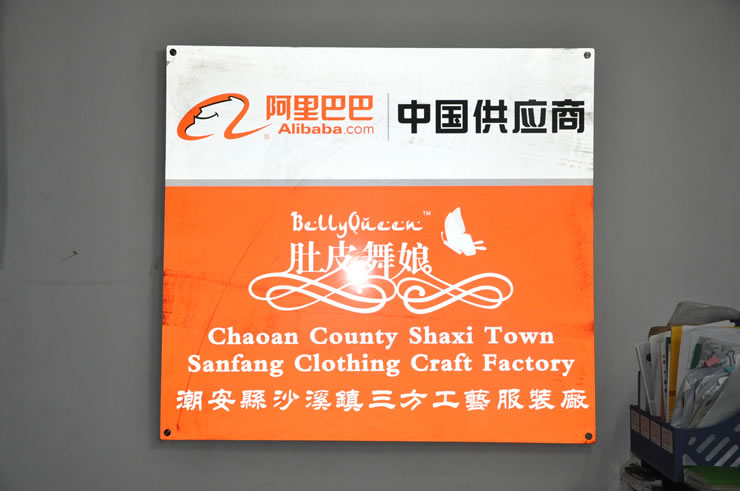 阿里巴巴
Alibaba.com®
中国供应商
BellyQueen™
肚皮舞娘
Chaoan County Shaxi Town
Sanfang Clothing Craft Factory
潮安縣沙溪鎮三方工藝服裝廠